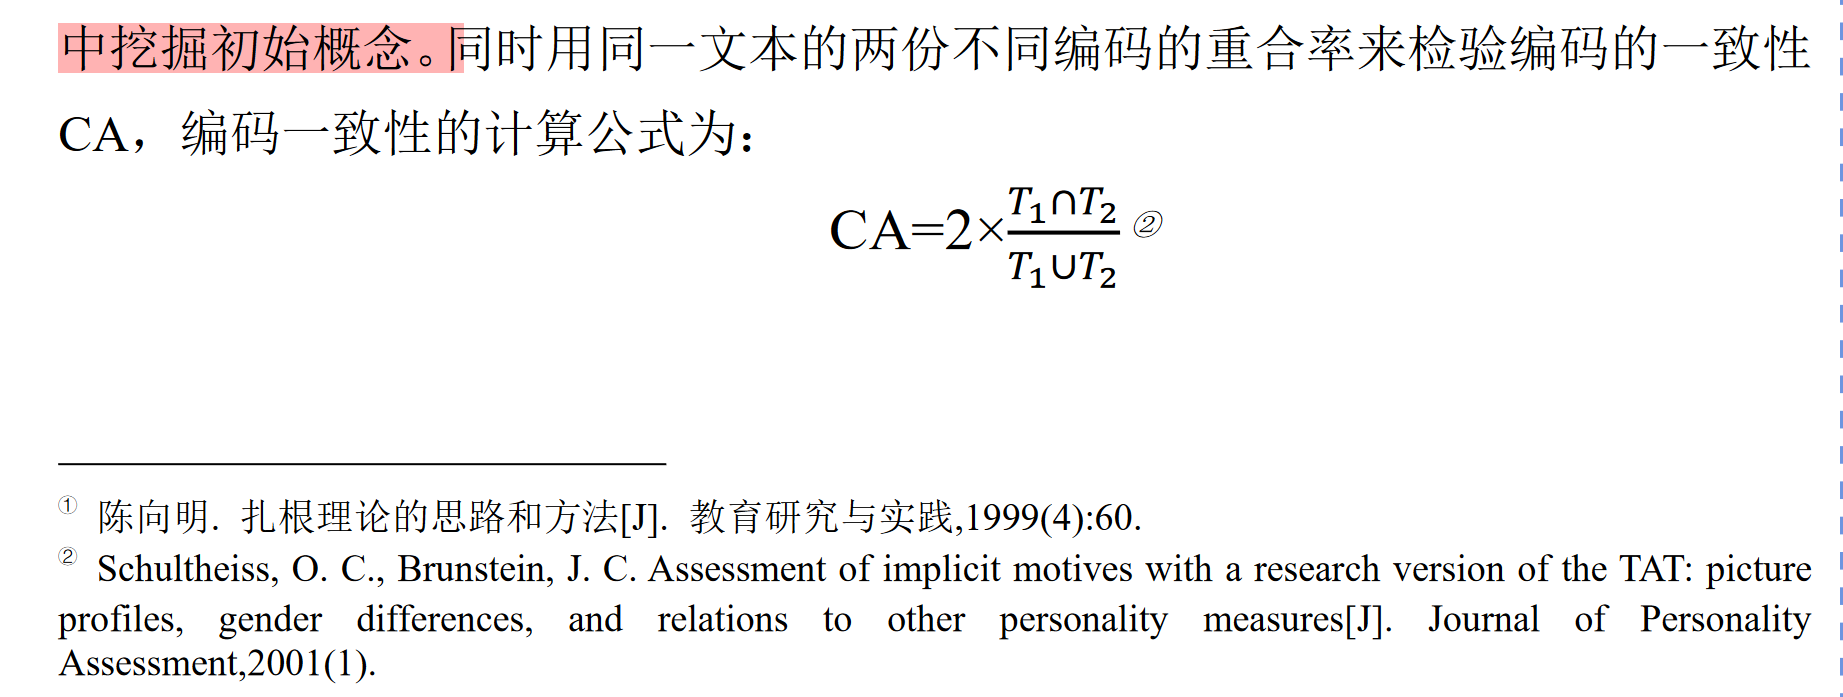 中挖掘初始概念。同时用同一文本的两份不同编码的重合率来检验编码的一致性
CA，编码一致性的计算公式为：
CA=2×\frac{T_1∩T_2}{T_1∪T_2} ②
① 陈向明. 扎根理论的思路和方法[J]. 教育研究与实践,1999(4):60.
② Schultheiss, O. C., Brunstein, J. C. Assessment of implicit motives with a research version of the TAT: picture
profiles, gender differences, and relations to other personality measures[J]. Journal of Personality
Assessment,2001(1).